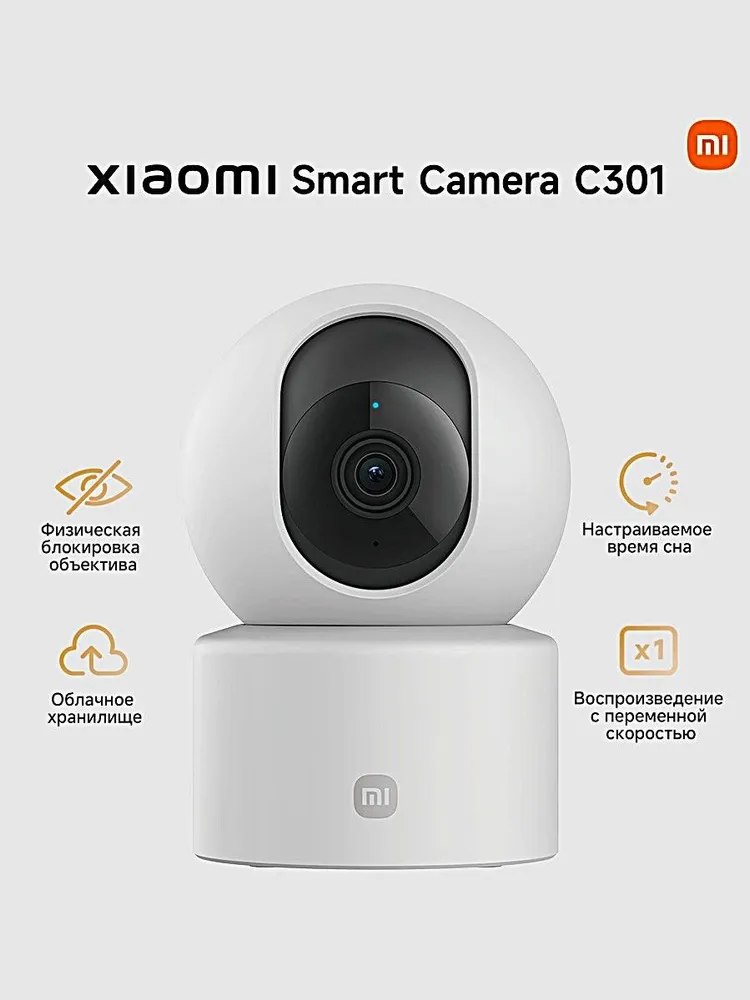 mi
xiaomi Smart Camera C301
Физическая
блокировка
объектива
Настраиваемое
время сна
Облачное
хранилище
x1
Воспроизведение
с переменной
скоростью
mi